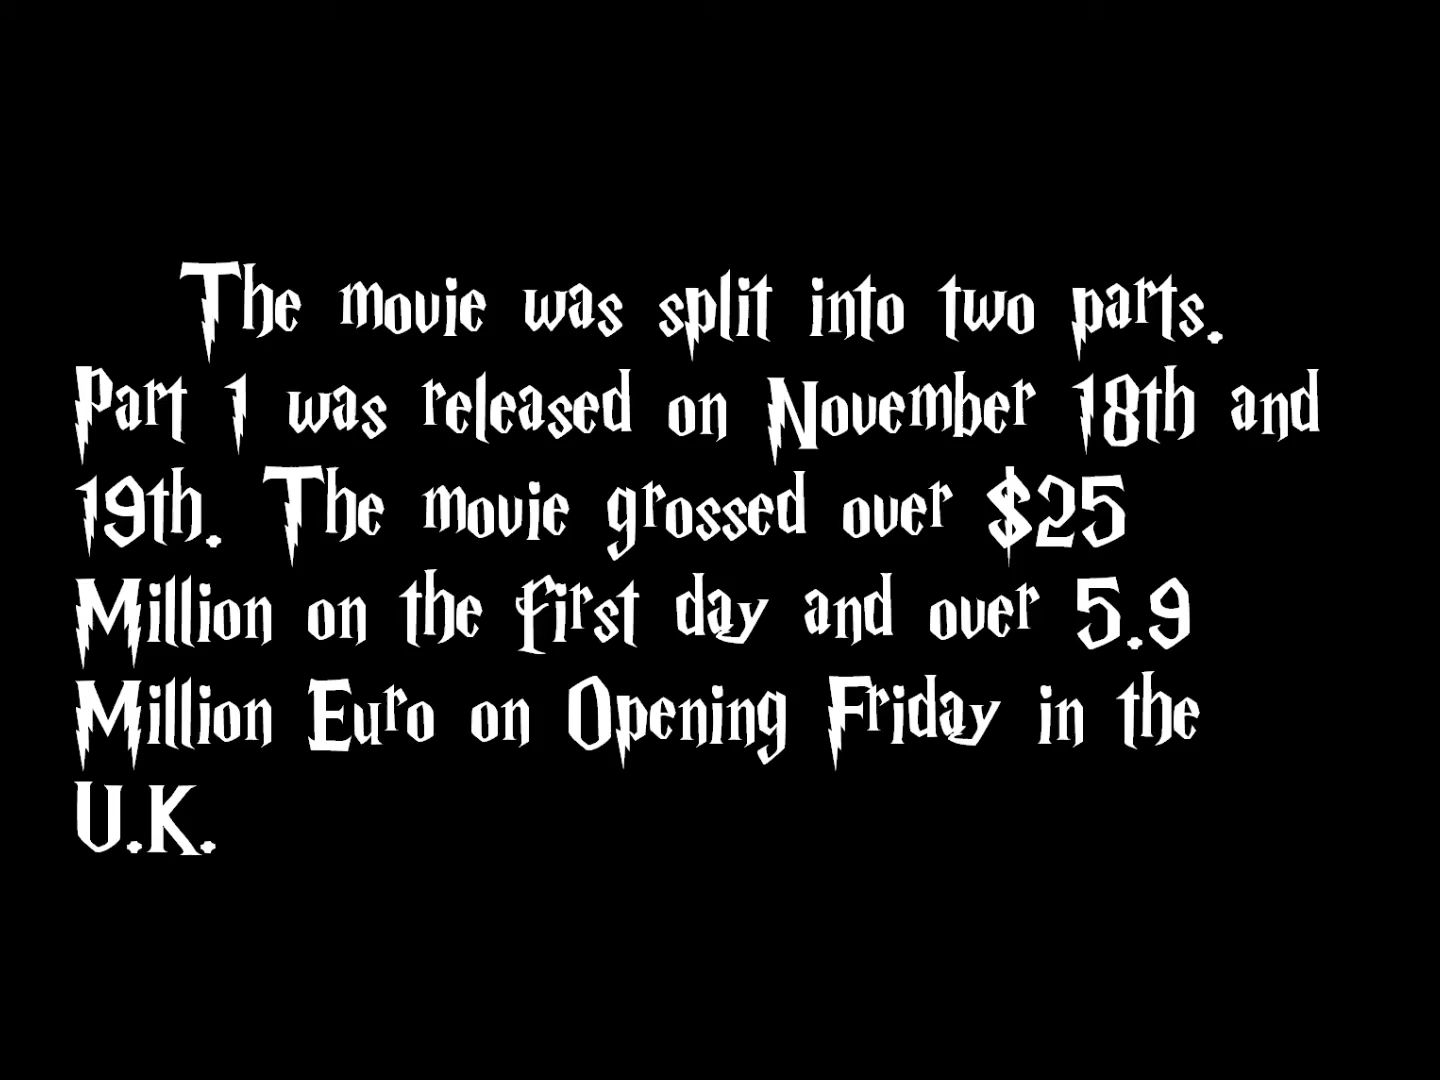 The movie was split into two parts.
Part 1 was released on November 18th and
19th. The movie grossed over $25
Million on the first day and over 5.9
Million Euro on Opening Friday in the
U.K.